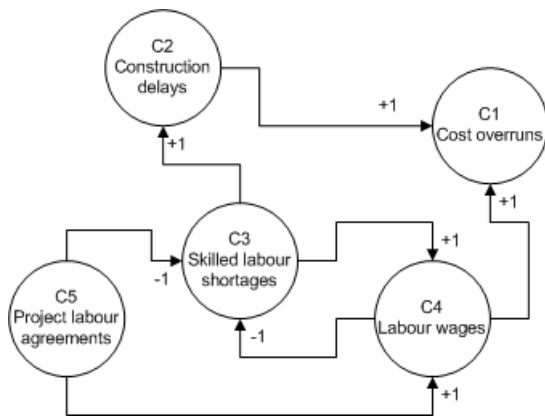 C2
Construction
delays
+1
C1
Cost overruns
+1
+1
C3
Skilled labour
shortages
+1
-1
C5
Project labour
agreements
C4
Labour wages
-1
+1